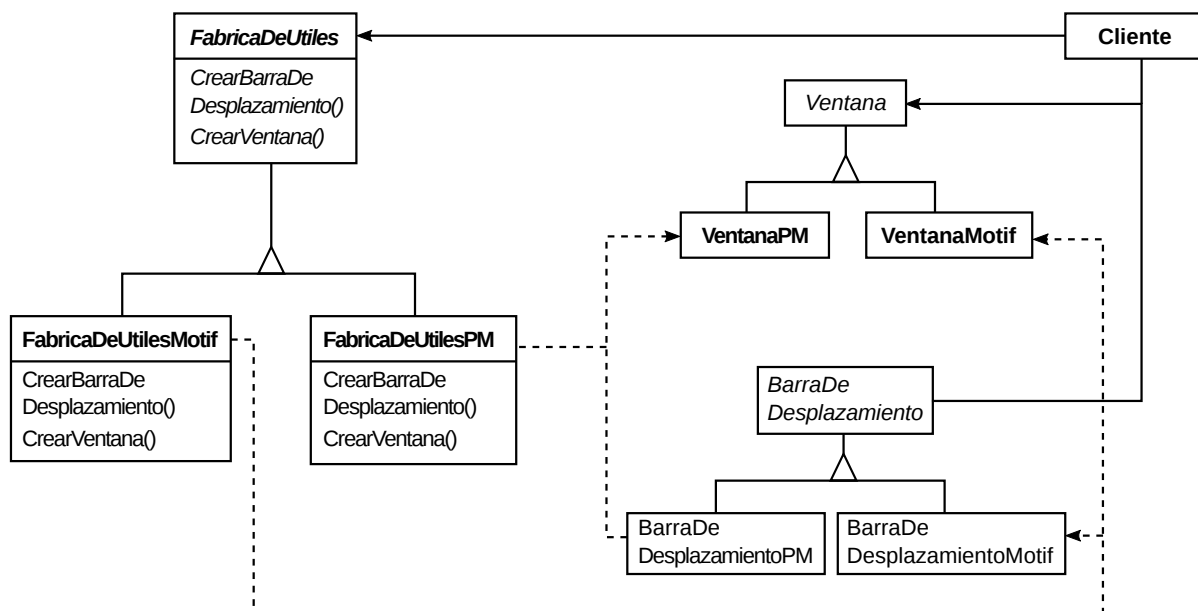 FabricaDeUtiles
CrearBarraDe
Desplazamiento()
CrearVentana()
Cliente
Ventana
VentanaPM
VentanaMotif
FabricaDeUtilesMotif
CrearBarraDe
Desplazamiento()
CrearVentana()
FabricaDeUtilesPM
CrearBarraDe
Desplazamiento()
CrearVentana()
BarraDe
Desplazamiento
BarraDe
DesplazamientoPM
BarraDe
DesplazamientoMotif